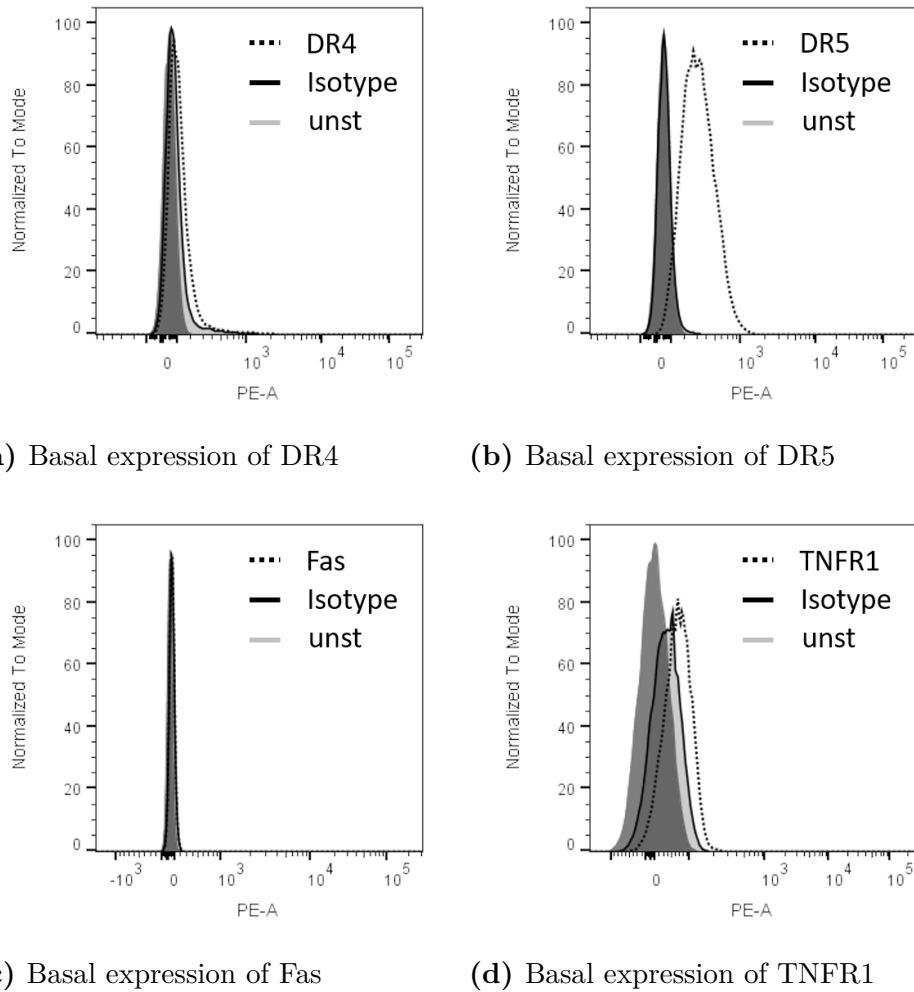 100
80
60
40
20
0
Normalized To Mode
DR4
Isotype
unst
0 10^3 10^4 10^5
PE-A
100
80
60
40
20
0
Normalized To Mode
DR5
Isotype
unst
0 10^3 10^4 10^5
PE-A
) Basal expression of DR4
(b) Basal expression of DR5
100
80
60
40
20
0
Normalized To Mode
Fas
Isotype
unst
-10^3 0 10^3 10^4 10^5
PE-A
100
80
60
40
20
0
Normalized To Mode
TNFR1
Isotype
unst
0 10^3 10^4 10^5
PE-A
) Basal expression of Fas
(d) Basal expression of TNFR1